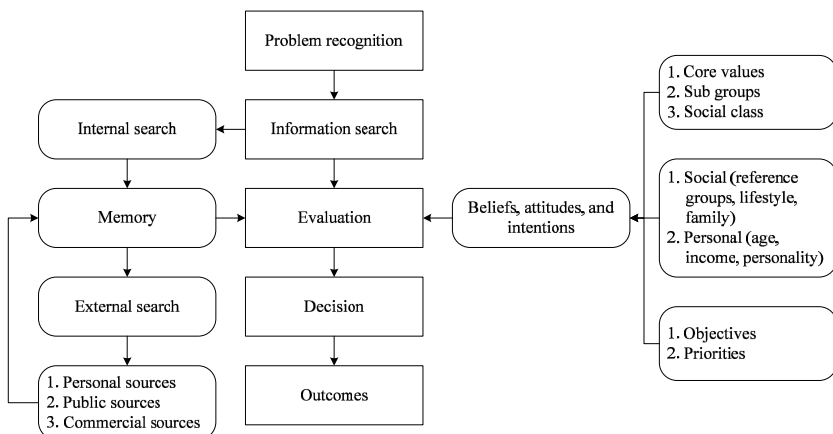 Problem recognition
Internal search
Information search
Memory
Evaluation
External search
Decision
1. Personal sources
2. Public sources
3. Commercial sources
Outcomes
Beliefs, attitudes, and
intentions
1. Core values
2. Sub groups
3. Social class
1. Social (reference
groups, lifestyle,
family)
2. Personal (age,
income, personality)
1. Objectives
2. Priorities